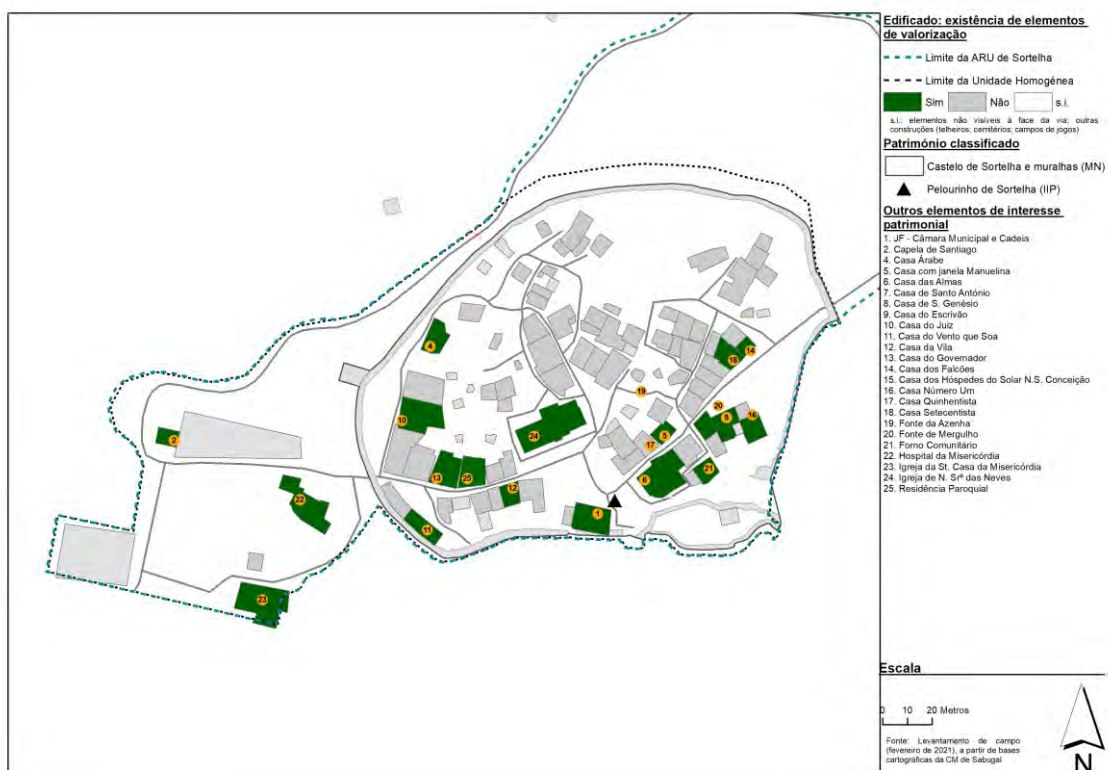 Edificado: existência de elementos
de valorização
Limite da ARU de Sortelha
Limite da Unidade Homogénea
Sim Não s.i.
s.i.: elementos não visíveis à face da via; outras
construções (telheiros; cemitérios; campos de jogos)
Património classificado
Castelo de Sortelha e muralhas (MN)
Pelourinho de Sortelha (IIP)
Outros elementos de interesse
patrimonial
1. JF - Câmara Municipal e Cadeia
2. Capela de Santiago
4. Casa Árabe
5. Casa com janela Manuelina
6. Casa das Almas
7. Casa de Santo António
8. Casa de S. Genésio
9. Casa do Escrivão
10. Casa do Juiz
11. Casa do Vento que Soa
12. Casa da Vila
13. Casa do Governador
14. Casa dos Falcões
15. Casa dos Hóspedes do Solar N.S. Conceição
16. Casa Número Um
17. Casa Quinhentista
18. Casa Setecentista
19. Fonte da Azenha
20. Fonte de Mergulho
21. Forno Comunitário
22. Hospital da Misericórdia
23. Igreja da St. Casa da Misericórdia
24. Igreja de N. Srª das Neves
25. Residência Paroquial
4
14
18
19
10
20
9
16
5
24
17
2
13
25
21
6
12
22
1
11
23
Escala
0 10 20 Metros
Fonte: Levantamento de campo
(fevereiro de 2021), a partir de bases
cartográficas da CM de Sabugal
N